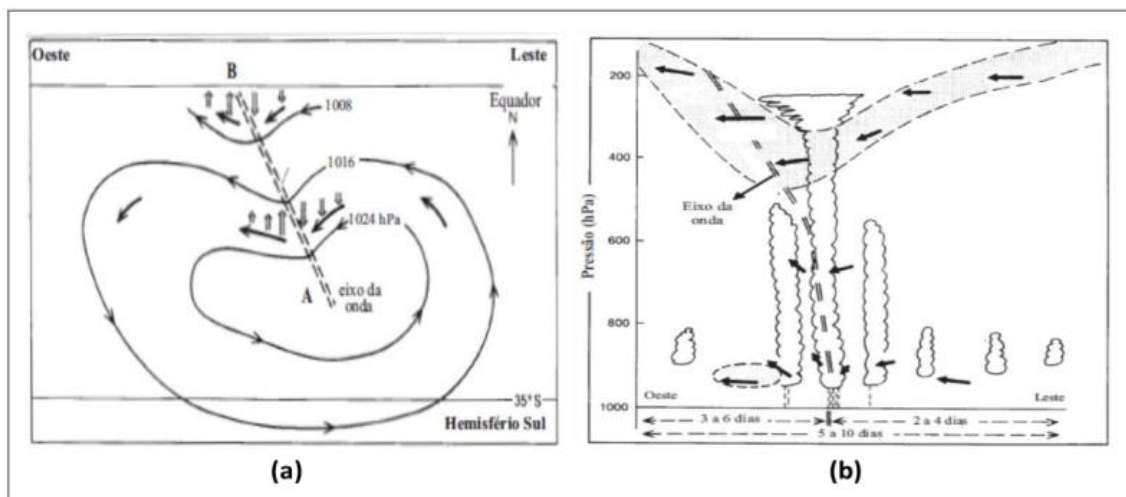 Oeste
Leste
B
Equador
N
1008
1016
1024 hPa
A
eixo da
onda
35° S
Hemisfério Sul
(a)
Pressão (hPa)
200
400
600
800
1000
Eixo da
onda
Oeste
Leste
3 a 6 dias
2 a 4 dias
5 a 10 dias
(b)